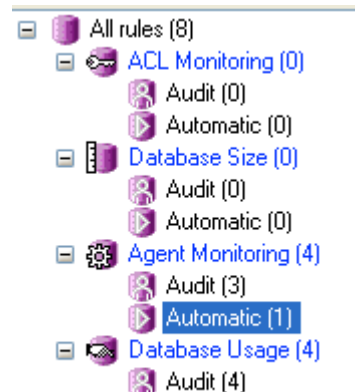 All rules (8)
ACL Monitoring (0)
Audit (0)
Automatic (0)
Database Size (0)
Audit (0)
Automatic (0)
Agent Monitoring (4)
Audit (3)
Automatic (1)
Database Usage (4)
Audit (4)